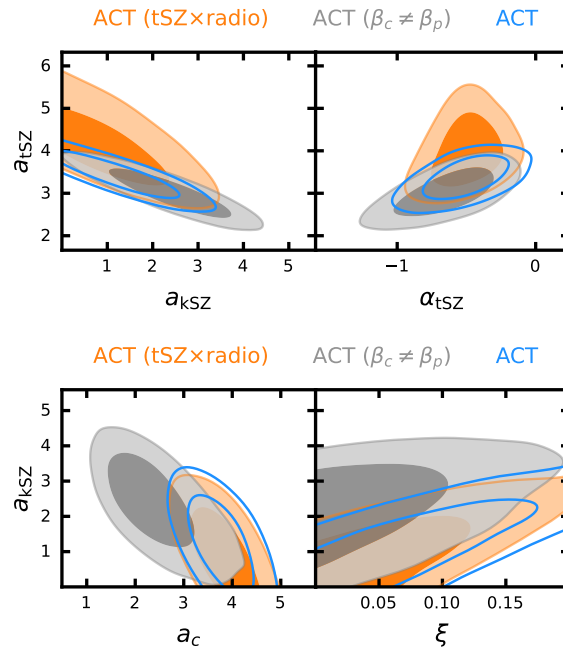 ACT (tSZ×radio) ACT (βc ≠ βp) ACT
6
5
4
3
2
atSZ
1 2 3 4 5
−1 0
akSZ αtSZ
ACT (tSZ×radio) ACT (βc ≠ βp) ACT
5
4
3
2
1
akSZ
1 2 3 4 5
0.05 0.10 0.15
ac ξ